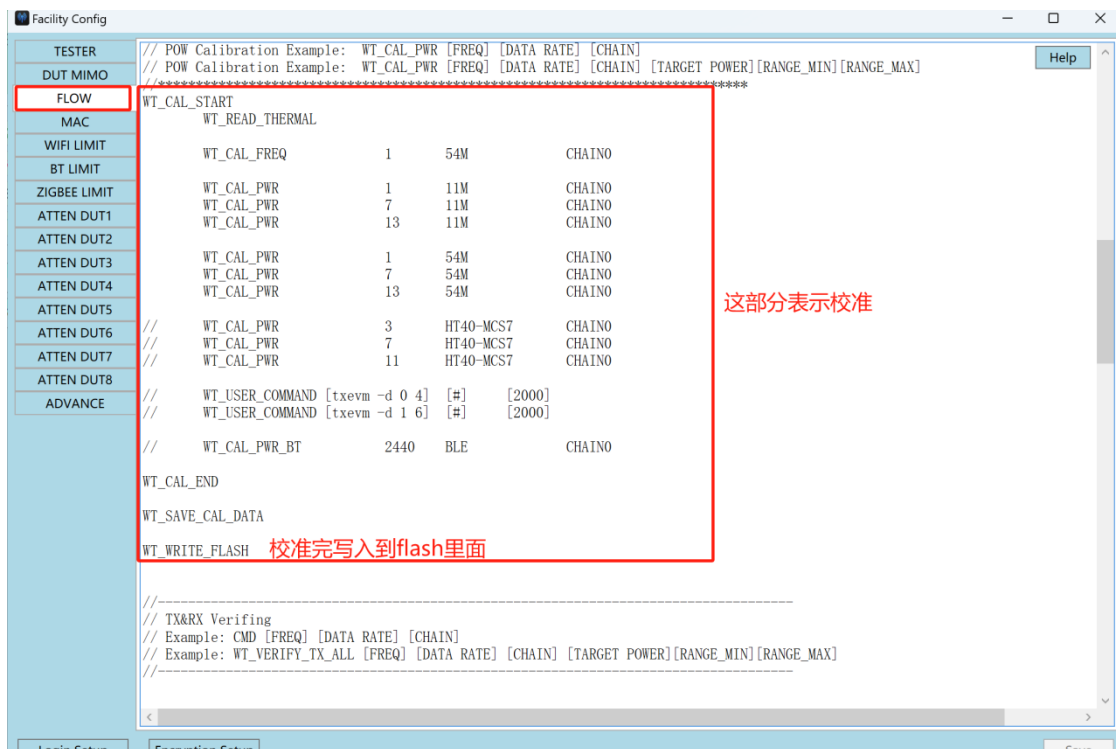 Facility Config
TESTER
DUT MIMO
FLOW
MAC
WIFI LIMIT
BT LIMIT
ZIGBEE LIMIT
ATTEN DUT1
ATTEN DUT2
ATTEN DUT3
ATTEN DUT4
ATTEN DUT5
ATTEN DUT6
ATTEN DUT7
ATTEN DUT8
ADVANCE
Help
// POW Calibration Example: WT_CAL_PWR [FREQ] [DATA RATE] [CHAIN]
// POW Calibration Example: WT_CAL_PWR [FREQ] [DATA RATE] [CHAIN] [TARGET POWER][RANGE_MIN][RANGE_MAX]
WT_CAL_START
WT_READ_THERMAL
WT_CAL_FREQ 1 54M CHAIN0
WT_CAL_PWR 1 11M CHAIN0
WT_CAL_PWR 7 11M CHAIN0
WT_CAL_PWR 13 11M CHAIN0
WT_CAL_PWR 1 54M CHAIN0
WT_CAL_PWR 7 54M CHAIN0
WT_CAL_PWR 13 54M CHAIN0
// WT_CAL_PWR 3 HT40-MCS7 CHAIN0
// WT_CAL_PWR 7 HT40-MCS7 CHAIN0
// WT_CAL_PWR 11 HT40-MCS7 CHAIN0
// WT_USER_COMMAND [txevm -d 0 4] [#] [2000]
// WT_USER_COMMAND [txevm -d 1 6] [#] [2000]
// WT_CAL_PWR_BT 2440 BLE CHAIN0
WT_CAL_END
WT_SAVE_CAL_DATA
WT_WRITE_FLASH 校准完写入到flash里面
这部分表示校准
//--------------------------------------------------------------------------------
// TX&RX Verifing
// Example: CMD [FREQ] [DATA RATE] [CHAIN]
// Example: WT_VERIFY_TX_ALL [FREQ] [DATA RATE] [CHAIN] [TARGET POWER][RANGE_MIN][RANGE_MAX]
//--------------------------------------------------------------------------------
Login Setup
Encryption Setup
Save